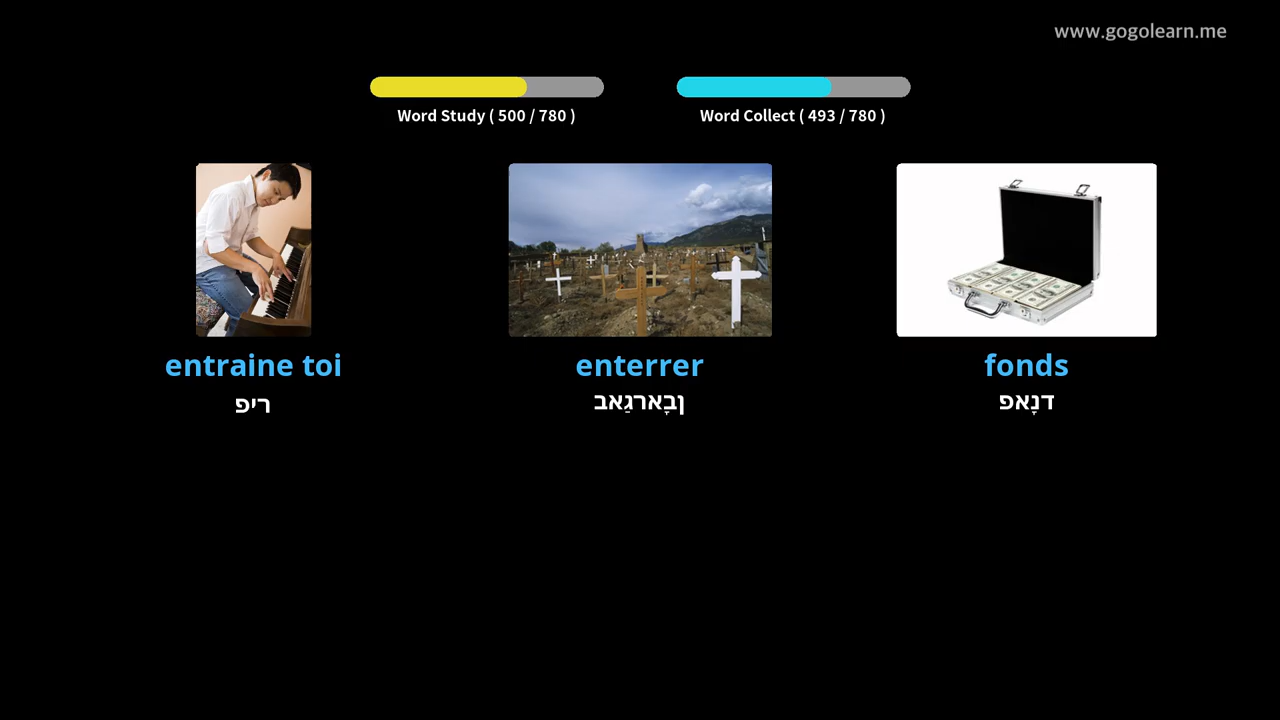 www.gogolearn.me
Word Study ( 500 / 780 )
Word Collect ( 493 / 780 )
entraine toi
ריפ
enterrer
ןבָארגַאב
fonds
דנָאפ